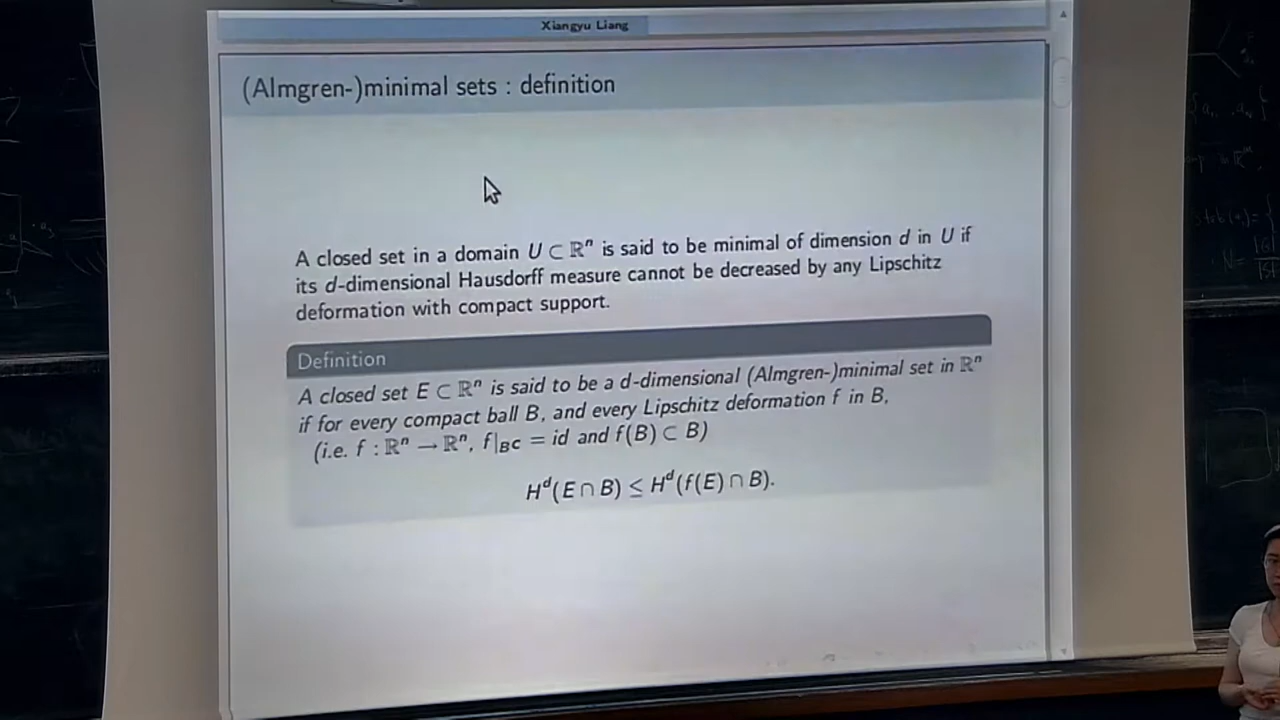 Xiangyu Liang
(Almgren-)minimal sets : definition
A closed set in a domain U ⊂ ℝⁿ is said to be minimal of dimension d in U if
its d-dimensional Hausdorff measure cannot be decreased by any Lipschitz
deformation with compact support.
Definition
A closed set E ⊂ ℝⁿ is said to be a d-dimensional (Almgren-)minimal set in ℝⁿ
if for every compact ball B, and every Lipschitz deformation f in B,
(i.e. f : ℝⁿ → ℝⁿ, f|_{B^C} = id and f(B) ⊂ B)
H^d(E ∩ B) ≤ H^d(f(E) ∩ B).